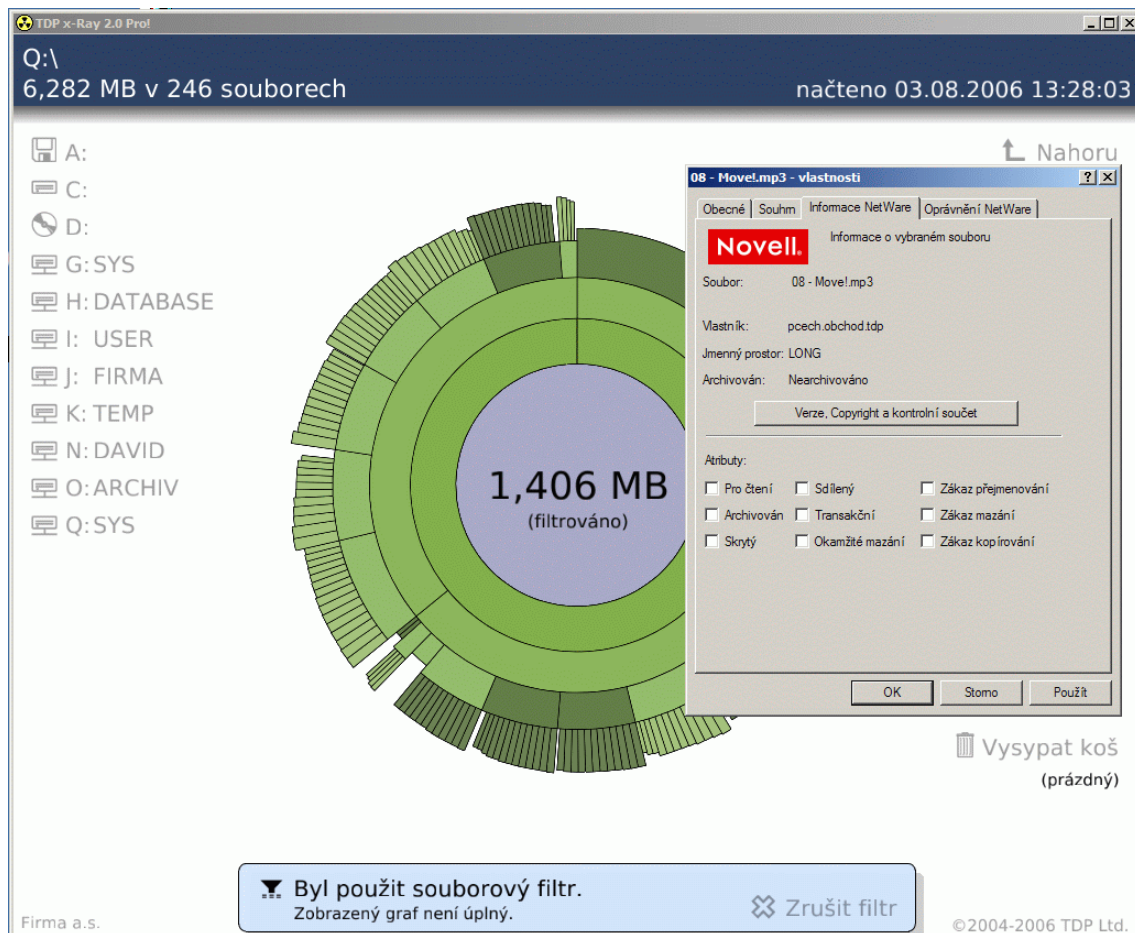 TDP x-Ray 2.0 Pro!
Q:\
6,282 MB v 246 souborech
načteno 03.08.2006 13:28:03
A:
C:
D:
G: SYS
H: DATABASE
I: USER
J: FIRMA
K: TEMP
N: DAVID
O: ARCHIV
Q: SYS
Nahoru
1,406 MB
(filtrováno)
08 - Move!.mp3 - vlastnosti
Obecné Souhrn Informace NetWare Oprávnění NetWare
Novell. Informace o vybraném souboru
Soubor: 08 - Move!.mp3
Vlastník: pcech.obchod.tdp
Jmenný prostor: LONG
Archivován: Nearchivováno
Verze, Copyright a kontrolní součet
Atributy:
Pro čtení Sdílený Zákaz přejmenování
Archivován Transakční Zákaz mazání
Skrytý Okamžité mazání Zákaz kopírování
OK Storno Použít
Vysypat koš
(prázdný)
Byl použit souborový filtr.
Zobrazený graf není úplný.
Zrušit filtr
Firma a.s.
©2004-2006 TDP Ltd.